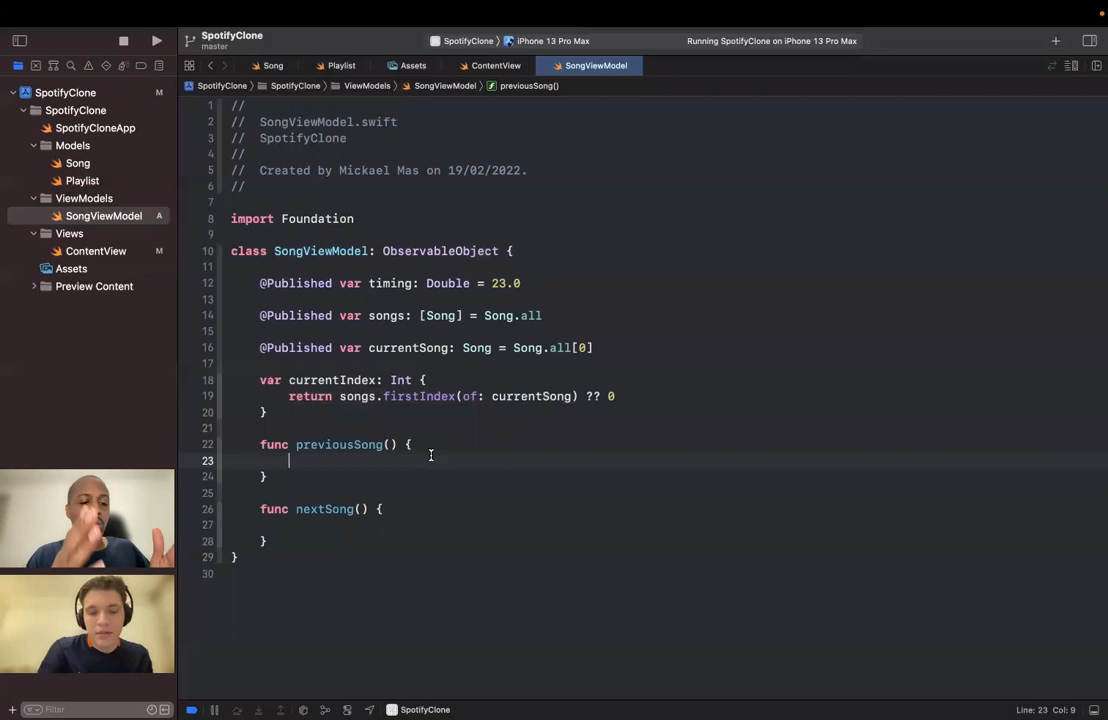 SpotifyClone
master
SpotifyClone
iPhone 13 Pro Max
Running SpotifyClone on iPhone 13 Pro Max
Song
Playlist
Assets
ContentView
SongViewModel
SpotifyClone
SpotifyClone
ViewModels
SongViewModel
previousSong()
SpotifyClone M
SpotifyClone
SpotifyCloneApp
Models
Song
Playlist
ViewModels
SongViewModel A
Views
ContentView M
Assets
Preview Content
1 //
2 //  SongViewModel.swift
3 //  SpotifyClone
4 //
5 //  Created by Mickael Mas on 19/02/2022.
6 //
7
8 import Foundation
9
10 class SongViewModel: ObservableObject {
11
12 @Published var timing: Double = 23.0
13
14 @Published var songs: [Song] = Song.all
15
16 @Published var currentSong: Song = Song.all[0]
17
18 var currentIndex: Int {
19 return songs.firstIndex(of: currentSong) ?? 0
20 }
21
22 func previousSong() {
23
24 }
25
26 func nextSong() {
27
28 }
29 }
30
Filter
SpotifyClone
Line: 23 Col: 9